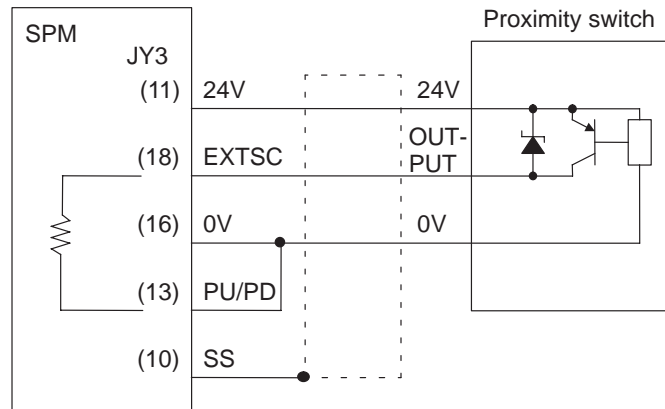 Proximity switch
SPM
JY3
(11) 24V 24V
(18) EXTSC OUT-
PUT
(16) 0V 0V
(13) PU/PD
(10) SS